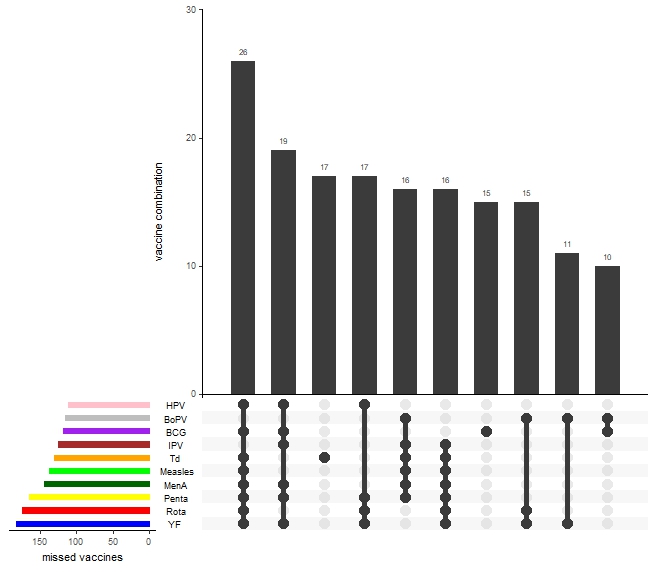 30
26
20
19
17
17
16
16
15
15
11
10
10
0
vaccine combination
HPV
BoPV
BCG
IPV
Td
Measles
MenA
Penta
Rota
YF
150 100 50 0
missed vaccines